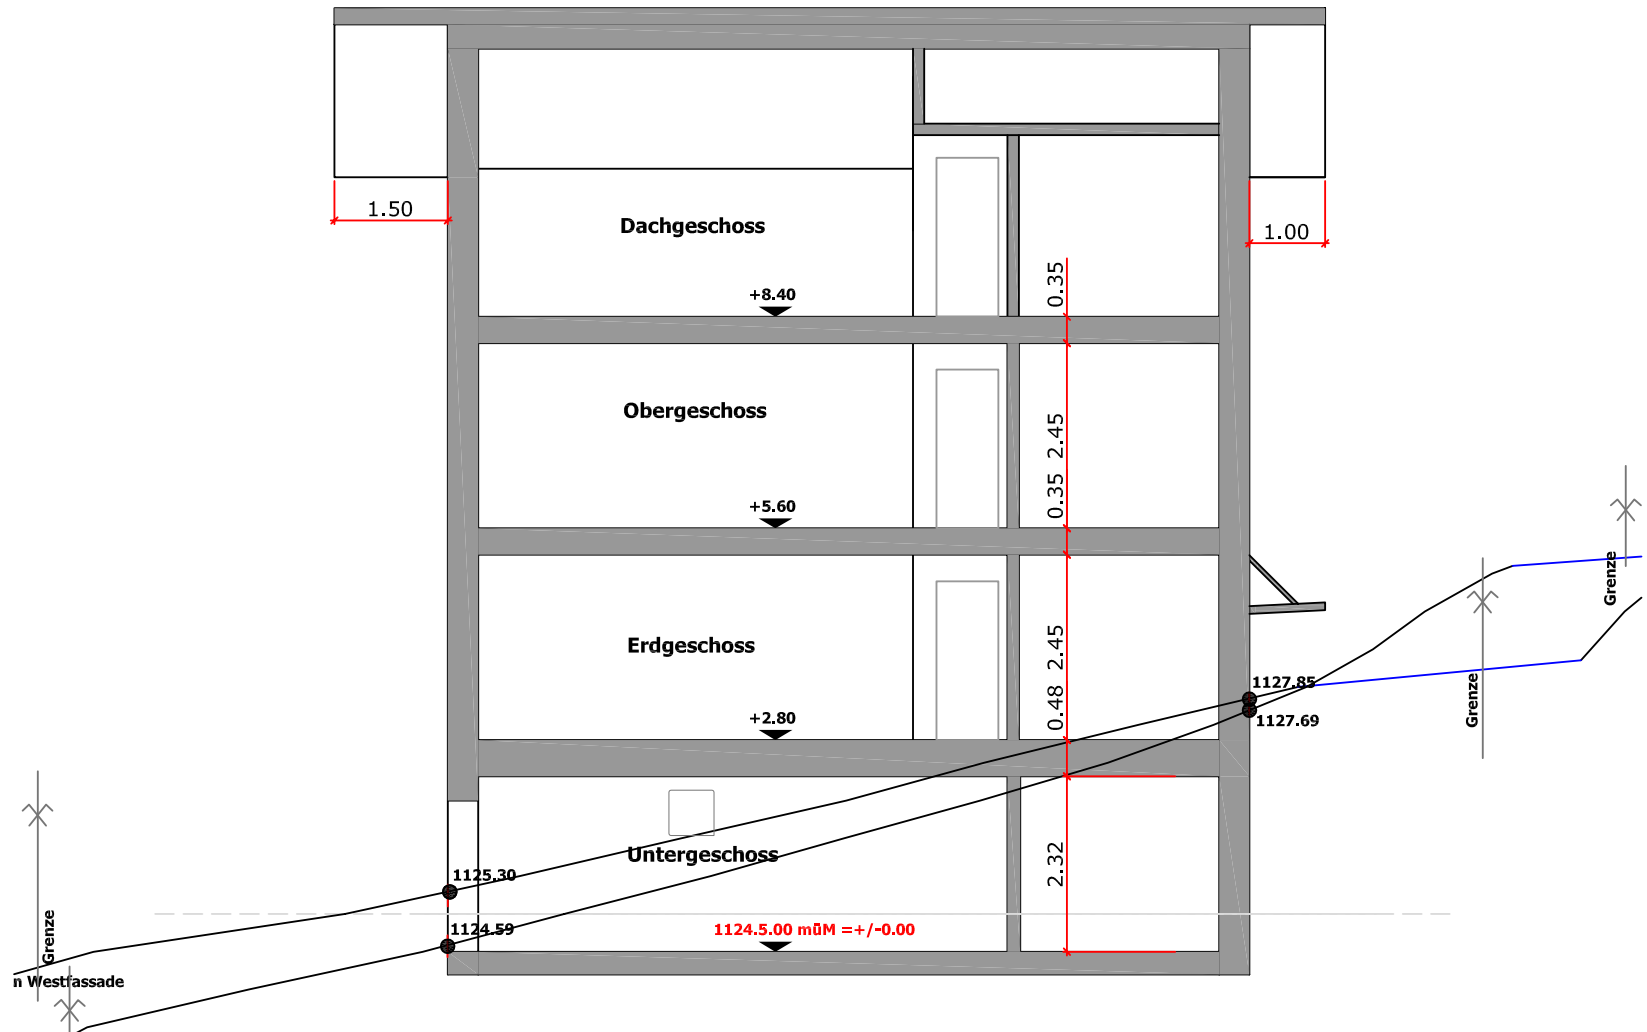 1.50
1.00
Dachgeschoss
0.35
+8.40
Obergeschoss
2.45
0.35
+5.60
Grenze
Erdgeschoss
2.45
1127.85
Grenze
0.48
+2.80
1127.69
Untergeschoss
2.32
1125.30
1124.59
1124.5.00 müM =+/-0.00
Grenze
n Westfassade